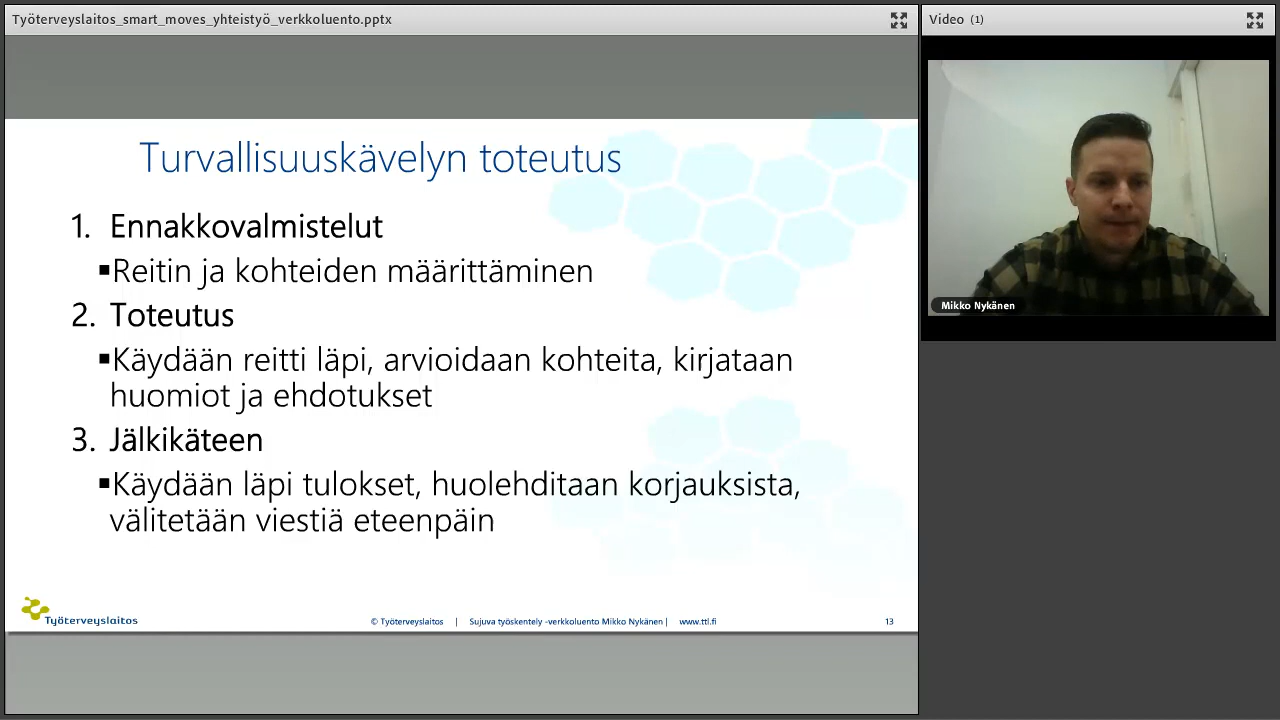 Työterveyslaitos_smart_moves_yhteistyö_verkkoluento.pptx
Video (1)
Turvallisuuskävelyn toteutus
1. Ennakkovalmistelut
▪Reitin ja kohteiden määrittäminen
2. Toteutus
▪Käydään reitti läpi, arvioidaan kohteita, kirjataan
huomiot ja ehdotukset
3. Jälkikäteen
▪Käydään läpi tulokset, huolehditaan korjauksista,
välitetään viestiä eteenpäin
Mikko Nykänen
Työterveyslaitos
© Työterveyslaitos | Sujuva työskentely -verkkoluento Mikko Nykänen | www.ttl.fi
13